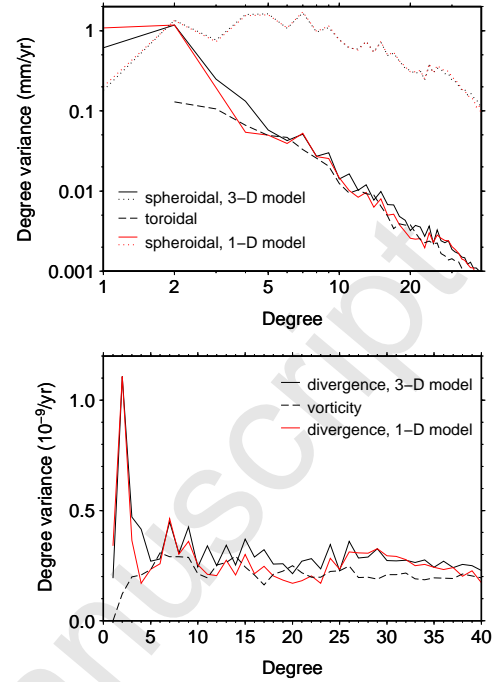 1
0.1
0.01
0.001
Degree variance (mm/yr)
spheroidal, 3−D model
toroidal
spheroidal, 1−D model
1
2
5
10
20
Degree
1.0
0.5
0.0
Degree variance (10⁻⁹/yr)
divergence, 3−D model
vorticity
divergence, 1−D model
0
5
10
15
20
25
30
35
40
Degree
nuscript